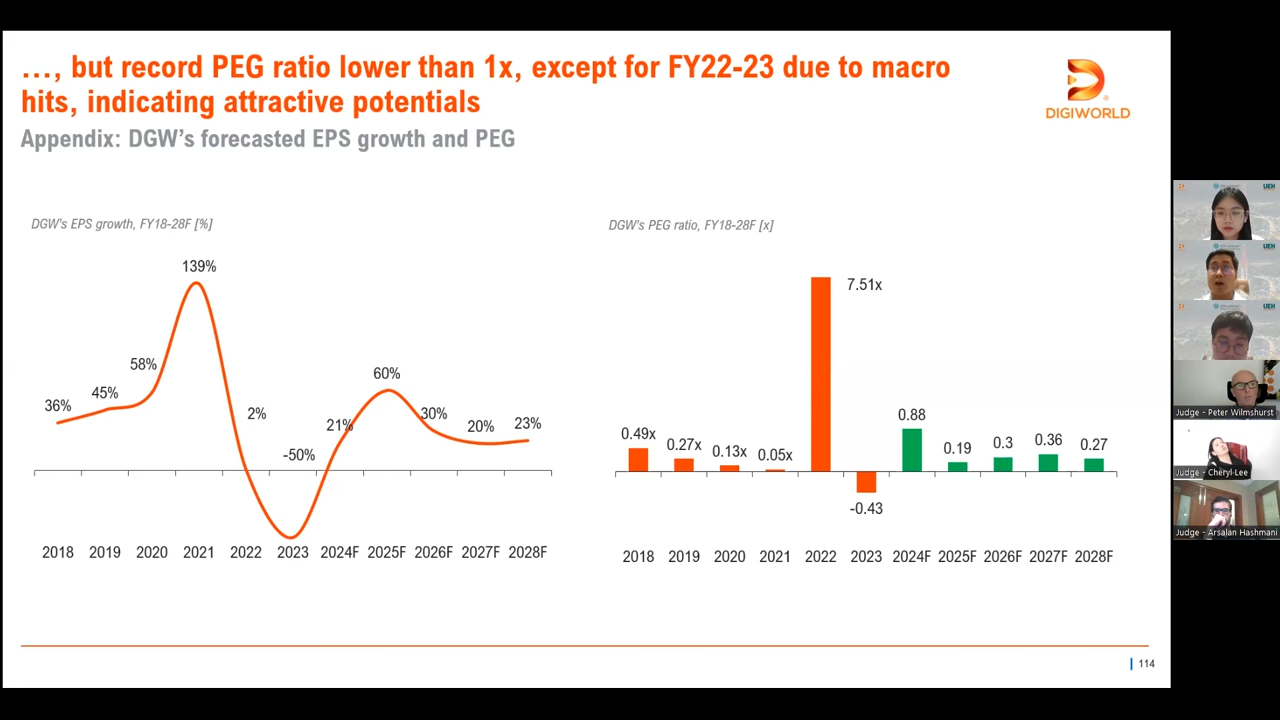 …, but record PEG ratio lower than 1x, except for FY22-23 due to macro
hits, indicating attractive potentials
Appendix: DGW’s forecasted EPS growth and PEG
DIGIWORLD
DGW's EPS growth, FY18-28F [%]
139%
58%
45%
36%
2%
-50%
21%
60%
30%
20%
23%
2018 2019 2020 2021 2022 2023 2024F 2025F 2026F 2027F 2028F
DGW's PEG ratio, FY18-28F [x]
7.51x
0.49x
0.27x
0.13x
0.05x
-0.43
0.88
0.19
0.3
0.36
0.27
2018 2019 2020 2021 2022 2023 2024F 2025F 2026F 2027F 2028F
114
UEH
UEH
UEH
Judge - Peter Wilmshurst
Judge - Cheryl Lee
Judge - Arsalan Hashmani